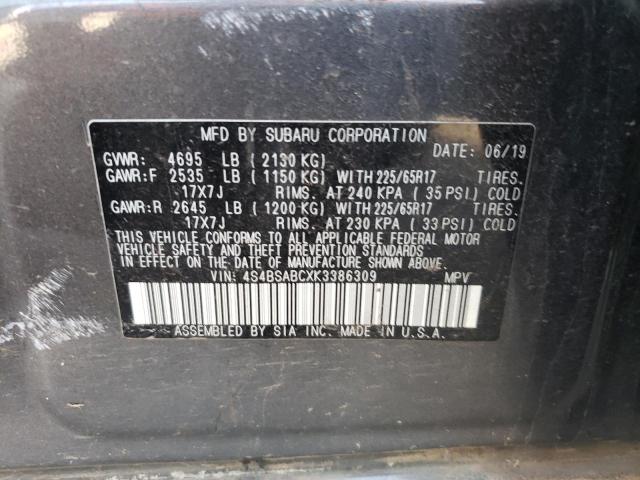 MFD BY SUBARU CORPORATION
DATE: 06/19
GVWR: 4695 LB (2130 KG)
GAWR:F 2535 LB (1150 KG) WITH 225/65R17 TIRES.
17X7J RIMS. AT 240 KPA (35 PSI) COLD
GAWR:R 2645 LB (1200 KG) WITH 225/65R17 TIRES.
17X7J RIMS. AT 230 KPA (33 PSI) COLD
THIS VEHICLE CONFORMS TO ALL APPLICABLE FEDERAL MOTOR
VEHICLE SAFETY AND THEFT PREVENTION STANDARDS
IN EFFECT ON THE DATE OF MANUFACTURE SHOWN ABOVE.
VIN: 4S4BSABCXK3386309 MPV
ASSEMBLED BY SIA INC. MADE IN U.S.A.